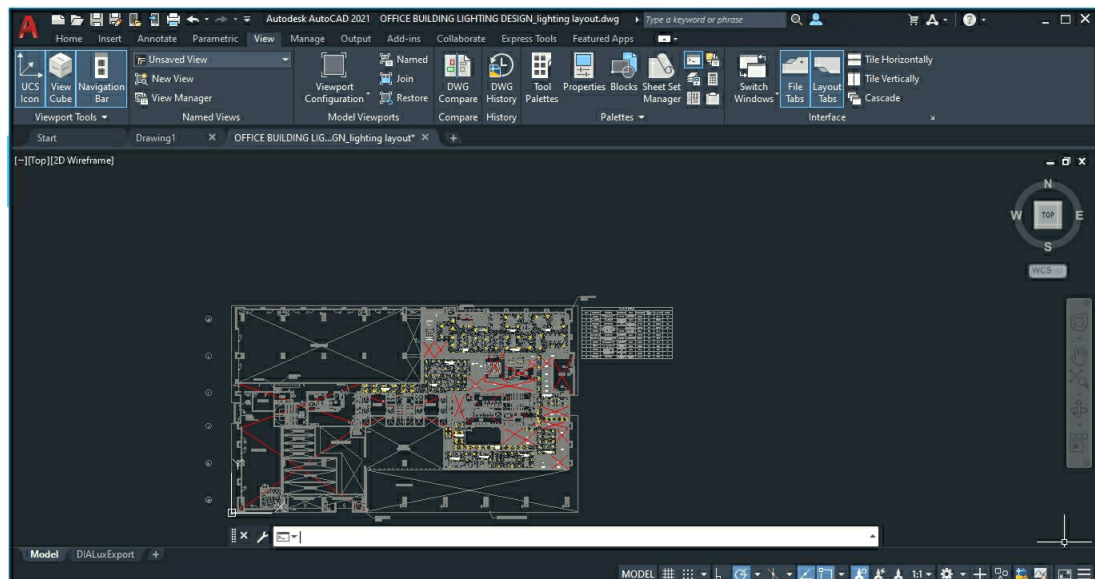 Autodesk AutoCAD 2021 OFFICE BUILDING LIGHTING DESIGN_lighting layout.dwg Type a keyword or phrase
Home Insert Annotate Parametric View Manage Output Add-ins Collaborate Express Tools Featured Apps
UCS Icon
View Cube
Navigation Bar
Unsaved View
New View
View Manager
Viewport Configuration
Named
Join
Restore
DWG Compare
DWG History
Tool Palettes
Properties
Blocks
Sheet Set Manager
Switch Windows
File Tabs
Layout Tabs
Tile Horizontally
Tile Vertically
Cascade
Viewport Tools Named Views Model Viewports Compare History Palettes Interface
Start Drawing1 OFFICE BUILDING LIG...GN_lighting layout*
[−][Top][2D Wireframe]
N
W TOP E
S
WCS
Model DIALuxExport
MODEL 1:1